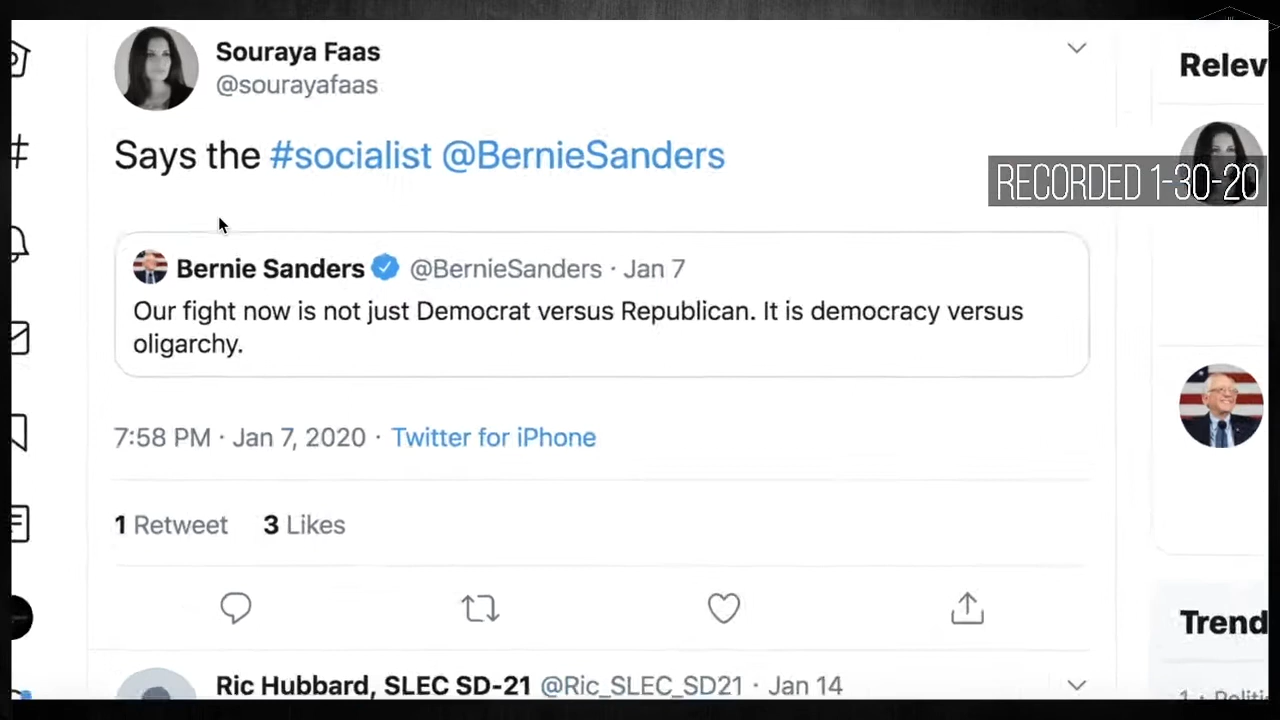 Souraya Faas
@sourayafaas
Relev
Says the #socialist @BernieSanders
RECORDED 1-30-20
Bernie Sanders @BernieSanders · Jan 7
Our fight now is not just Democrat versus Republican. It is democracy versus
oligarchy.
7:58 PM · Jan 7, 2020 · Twitter for iPhone
1 Retweet 3 Likes
Trend
Ric Hubbard, SLEC SD-21 @Ric_SLEC_SD21 · Jan 14